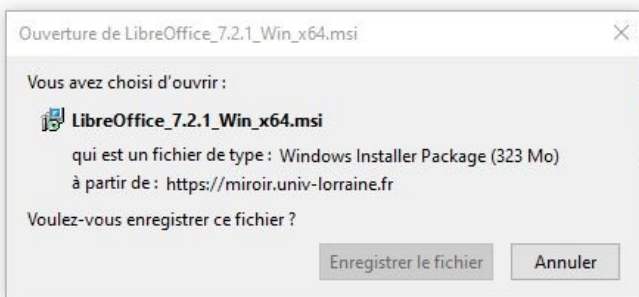 Ouverture de LibreOffice_7.2.1_Win_x64.msi
Vous avez choisi d'ouvrir :
LibreOffice_7.2.1_Win_x64.msi
qui est un fichier de type : Windows Installer Package (323 Mo)
à partir de : https://miroir.univ-lorraine.fr
Voulez-vous enregistrer ce fichier ?
Enregistrer le fichier Annuler